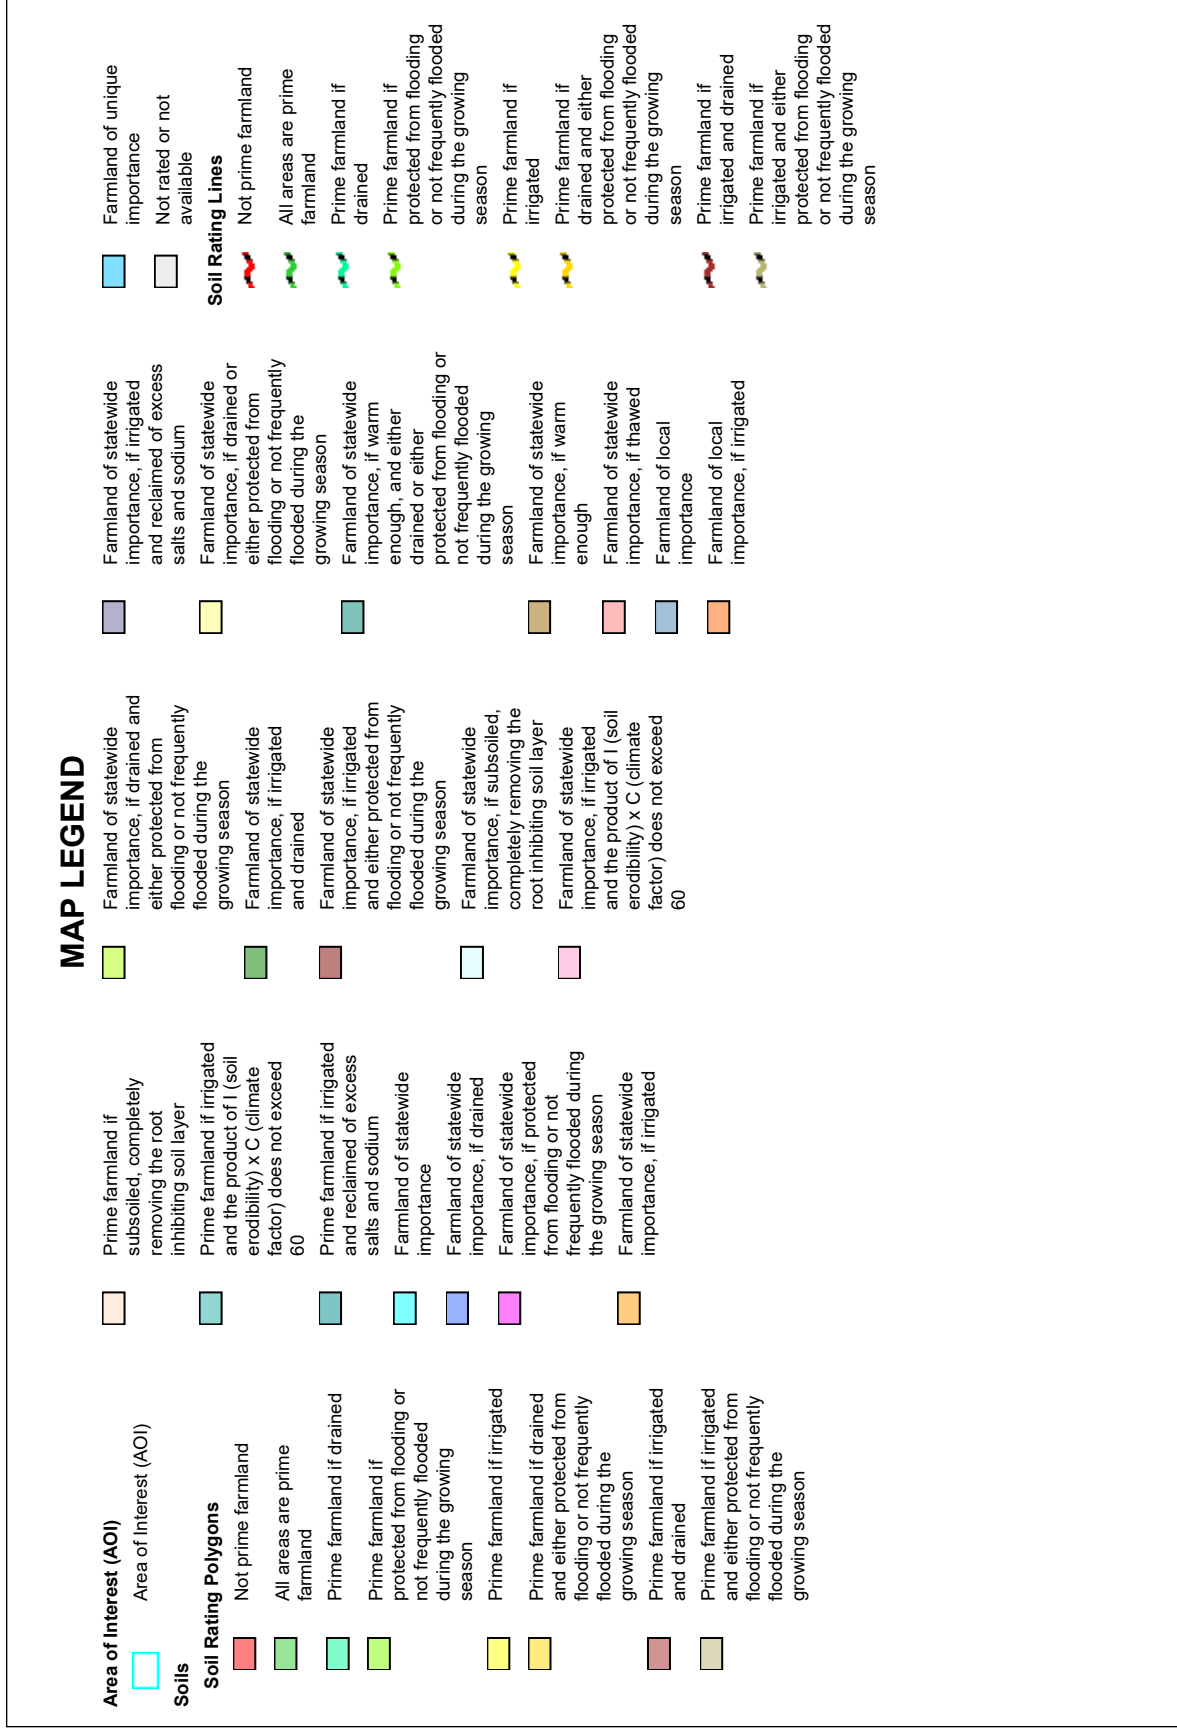 MAP LEGEND
Area of Interest (AOI)
Area of Interest (AOI)
Soils
Soil Rating Polygons
Not prime farmland
All areas are prime
farmland
Prime farmland if drained
Prime farmland if
protected from flooding or
not frequently flooded
during the growing
season
Prime farmland if irrigated
Prime farmland if drained
and either protected from
flooding or not frequently
flooded during the
growing season
Prime farmland if irrigated
and drained
Prime farmland if irrigated
and either protected from
flooding or not frequently
flooded during the
growing season
Prime farmland if
subsoiled, completely
removing the root
inhibiting soil layer
Prime farmland if irrigated
and the product of I (soil
erodibility) x C (climate
factor) does not exceed
60
Prime farmland if irrigated
and reclaimed of excess
salts and sodium
Farmland of statewide
importance
Farmland of statewide
importance, if drained
Farmland of statewide
importance, if protected
from flooding or not
frequently flooded during
the growing season
Farmland of statewide
importance, if irrigated
Farmland of statewide
importance, if drained and
either protected from
flooding or not frequently
flooded during the
growing season
Farmland of statewide
importance, if irrigated
and drained
Farmland of statewide
importance, if irrigated
and either protected from
flooding or not frequently
flooded during the
growing season
Farmland of statewide
importance, if subsoiled,
completely removing the
root inhibiting soil layer
Farmland of statewide
importance, if irrigated
and the product of I (soil
erodibility) x C (climate
factor) does not exceed
60
Farmland of statewide
importance, if irrigated
and reclaimed of excess
salts and sodium
Farmland of statewide
importance, if drained or
either protected from
flooding or not frequently
flooded during the
growing season
Farmland of statewide
importance, if warm
enough, and either
drained or either
protected from flooding or
not frequently flooded
during the growing
season
Farmland of statewide
importance, if warm
enough
Farmland of statewide
importance, if thawed
Farmland of local
importance
Farmland of local
importance, if irrigated
Farmland of unique
importance
Not rated or not
available
Soil Rating Lines
Not prime farmland
All areas are prime
farmland
Prime farmland if
drained
Prime farmland if
protected from flooding
or not frequently flooded
during the growing
season
Prime farmland if
irrigated
Prime farmland if
drained and either
protected from flooding
or not frequently flooded
during the growing
season
Prime farmland if
irrigated and drained
Prime farmland if
irrigated and either
protected from flooding
or not frequently flooded
during the growing
season